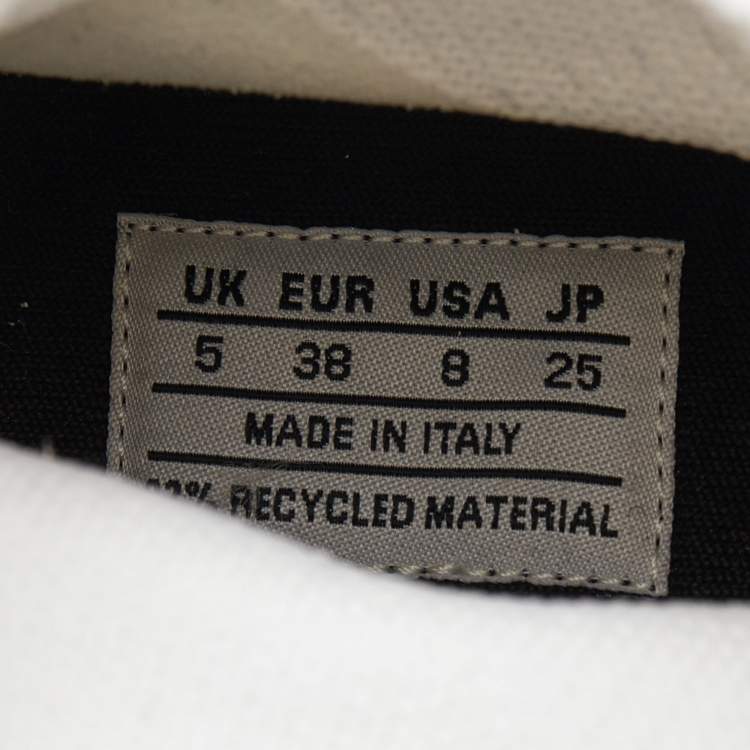 UK EUR USA JP
5 38 8 25
MADE IN ITALY
RECYCLED MATERIAL